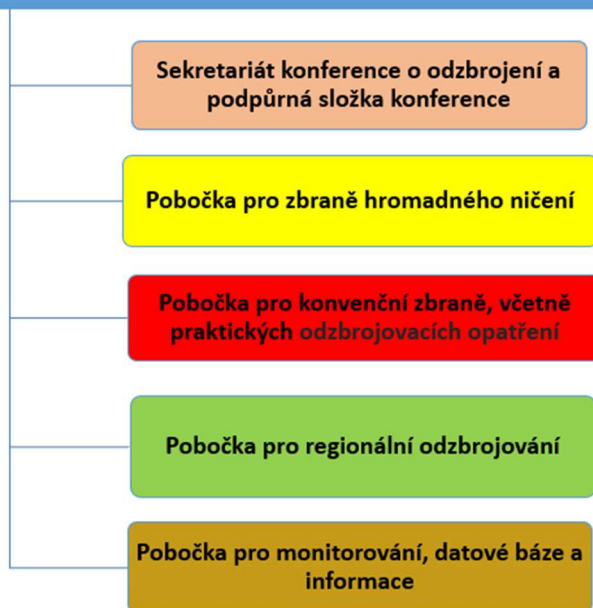 Sekretariát konference o odzbrojení a
podpůrná složka konference
Pobočka pro zbraně hromadného ničení
Pobočka pro konvenční zbraně, včetně
praktických odzbrojovacích opatření
Pobočka pro regionální odzbrojování
Pobočka pro monitorování, datové báze a
informace